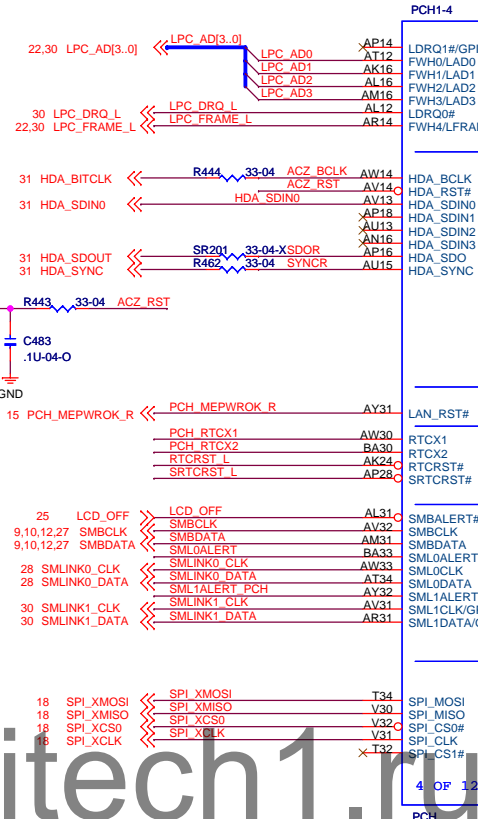 PCH1-4
22,30 LPC_AD[3..0] LPC_AD[3..0] AP14 LDRQ1#/GPI
LPC_AD0 AT12 FWH0/LAD0
LPC_AD1 AK16 FWH1/LAD1
LPC_AD2 AL16 FWH2/LAD2
LPC_AD3 AM16 FWH3/LAD3
30 LPC_DRQ_L LPC_DRQ_L AL12 LDRQ0#
22,30 LPC_FRAME_L LPC_FRAME_L AR14 FWH4/LFRA
31 HDA_BITCLK R444 33-04 ACZ_BCLK AW14 HDA_BCLK
ACZ_RST AV14 HDA_RST#
31 HDA_SDIN0 HDA_SDIN0 AV13 HDA_SDIN0
AP18 HDA_SDIN1
AU13 HDA_SDIN2
AN16 HDA_SDIN3
31 HDA_SDOUT SR201 33-04-X SDOR AP16 HDA_SDO
31 HDA_SYNC R462 33-04 SYNCR AU15 HDA_SYNC
R443 33-04 ACZ_RST
C483
.1U-04-O
GND
15 PCH_MEPWROK_R PCH_MEPWROK_R AY31 LAN_RST#
PCH_RTCX1 AW30 RTCX1
PCH_RTCX2 BA30 RTCX2
RTCRST_L AK24 RTCRST#
SRTCRST_L AP28 SRTCRST#
25 LCD_OFF LCD_OFF AL31 SMBALERT#
9,10,12,27 SMBCLK SMBCLK AV32 SMBCLK
9,10,12,27 SMBDATA SMBDATA AM31 SMBDATA
SML0ALERT BA33 SML0ALERT
28 SMLINK0_CLK SMLINK0_CLK AW33 SML0CLK
28 SMLINK0_DATA SMLINK0_DATA AT34 SML0DATA
SML1ALERT_PCH AY32 SML1ALERT
30 SMLINK1_CLK SMLINK1_CLK AV31 SML1CLK/GP
30 SMLINK1_DATA SMLINK1_DATA AR31 SML1DATA/G
18 SPI_XMOSI SPI_XMOSI T34 SPI_MOSI
18 SPI_XMISO SPI_XMISO V30 SPI_MISO
18 SPI_XCS0 SPI_XCS0 V32 SPI_CS0#
18 SPI_XCLK SPI_XCLK V31 SPI_CLK
T32 SPI_CS1#
itech1.ru
4 OF 12
PCH